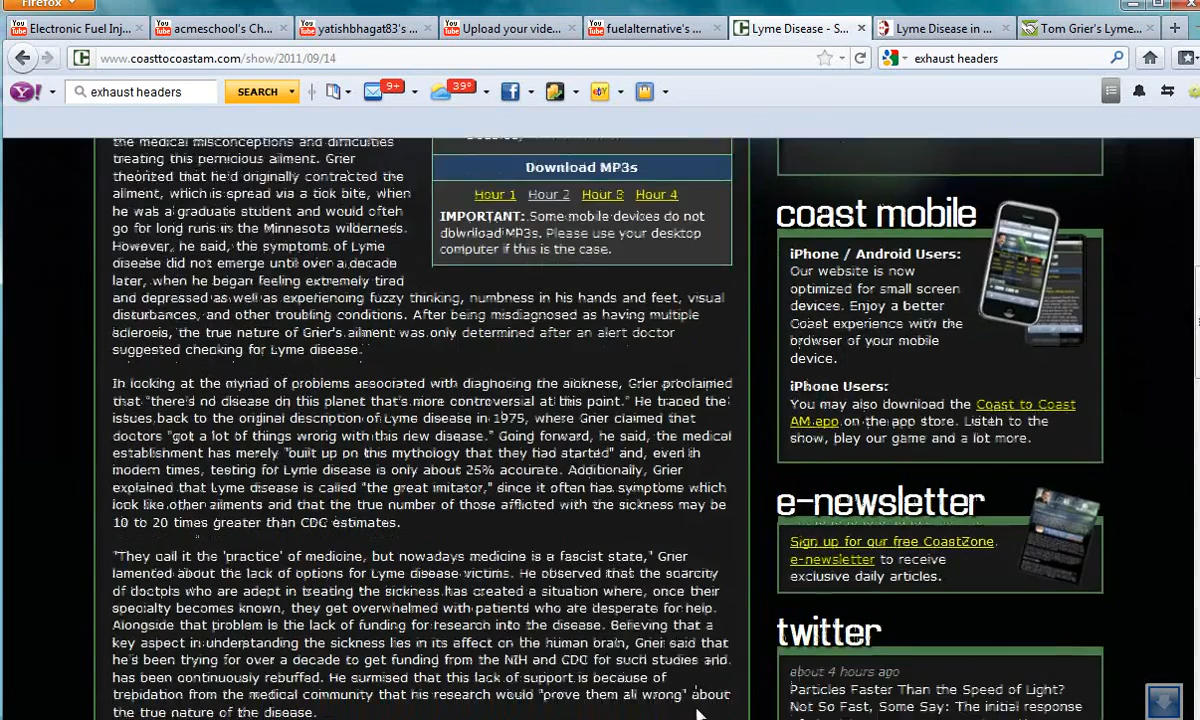 Firefox
Electronic Fuel Inj...
acmeschool's Ch...
yatishbhagat83's ...
Upload your vide...
fuelalternative's ...
Lyme Disease - S...
Lyme Disease in ...
Tom Grier's Lyme...
www.coasttocoastam.com/show/2011/09/14
exhaust headers
exhaust headers
SEARCH
9+
39°
the medical misconceptions and difficulties
treating this pernicious ailment. Grier
theorized that he'd originally contracted the
ailment, which is spread via a tick bite, when
he was a graduate student and would often
go for long runs in the Minnesota wilderness.
However, he said, the symptoms of Lyme
disease did not emerge until over a decade
later, when he began feeling extremely tired
and depressed as well as experiencing fuzzy thinking, numbness in his hands and feet, visual
disturbances, and other troubling conditions. After being misdiagnosed as having multiple
sclerosis, the true nature of Grier's ailment was only determined after an alert doctor
suggested checking for Lyme disease.
Download MP3s
Hour 1 Hour 2 Hour 3 Hour 4
IMPORTANT: Some mobile devices do not
download MP3s. Please use your desktop
computer if this is the case.
In looking at the myriad of problems associated with diagnosing the sickness, Grier proclaimed
that "there's no disease on this planet that's more controversial at this point." He traced the
issues back to the original description of Lyme disease in 1975, where Grier claimed that
doctors "got a lot of things wrong with this new disease." Going forward, he said, the medical
establishment has merely "built up on this mythology that they had started" and, even in
modern times, testing for Lyme disease is only about 25% accurate. Additionally, Grier
explained that Lyme disease is called "the great imitator," since it often has symptoms which
look like other ailments and that the true number of those afflicted with the sickness may be
10 to 20 times greater than CDC estimates.
"They call it the 'practice' of medicine, but nowadays medicine is a fascist state," Grier
lamented about the lack of options for Lyme disease victims. He observed that the scarcity
of doctors who are adept in treating the sickness has created a situation where, once their
specialty becomes known, they get overwhelmed with patients who are desperate for help.
Alongside that problem is the lack of funding for research into the disease. Believing that a
key aspect in understanding the sickness lies in its affect on the human brain, Grier said that
he's been trying for over a decade to get funding from the NIH and CDC for such studies and
has been continuously rebuffed. He surmised that this lack of support is because of
trepidation from the medical community that his research would "prove them all wrong" about
the true nature of the disease.
coast mobile
iPhone / Android Users:
Our website is now
optimized for small screen
devices. Enjoy a better
Coast experience with the
browser of your mobile
device.
iPhone Users:
You may also download the Coast to Coast
AM app on the app store. Listen to the
show, play our game and a lot more.
e-newsletter
Sign up for our free CoastZone
e-newsletter to receive
exclusive daily articles.
twitter
about 4 hours ago
Particles Faster Than the Speed of Light?
Not So Fast, Some Say: The initial response